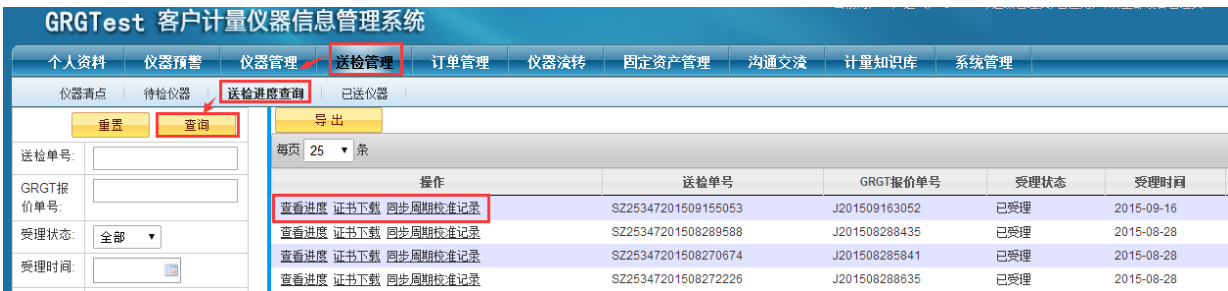 GRGTest 客户计量仪器信息管理系统
个人资料 仪器预警 仪器管理 送检管理 订单管理 仪器流转 固定资产管理 沟通交流 计量知识库 系统管理
仪器清点 待检仪器 送检进度查询 已送仪器
重置 查询 导 出
每页 25 条
送检单号:
GRGT报
价单号:
受理状态: 全部
受理时间:
操作 送检单号 GRGT报价单号 受理状态 受理时间
查看进度 证书下载 同步周期校准记录 SZ25347201509155053 J201509163052 已受理 2015-09-16
查看进度 证书下载 同步周期校准记录 SZ25347201508289588 J201508288435 已受理 2015-08-28
查看进度 证书下载 同步周期校准记录 SZ25347201508270674 J201508285841 已受理 2015-08-28
查看进度 证书下载 同步周期校准记录 SZ25347201508272226 J201508288635 已受理 2015-08-28